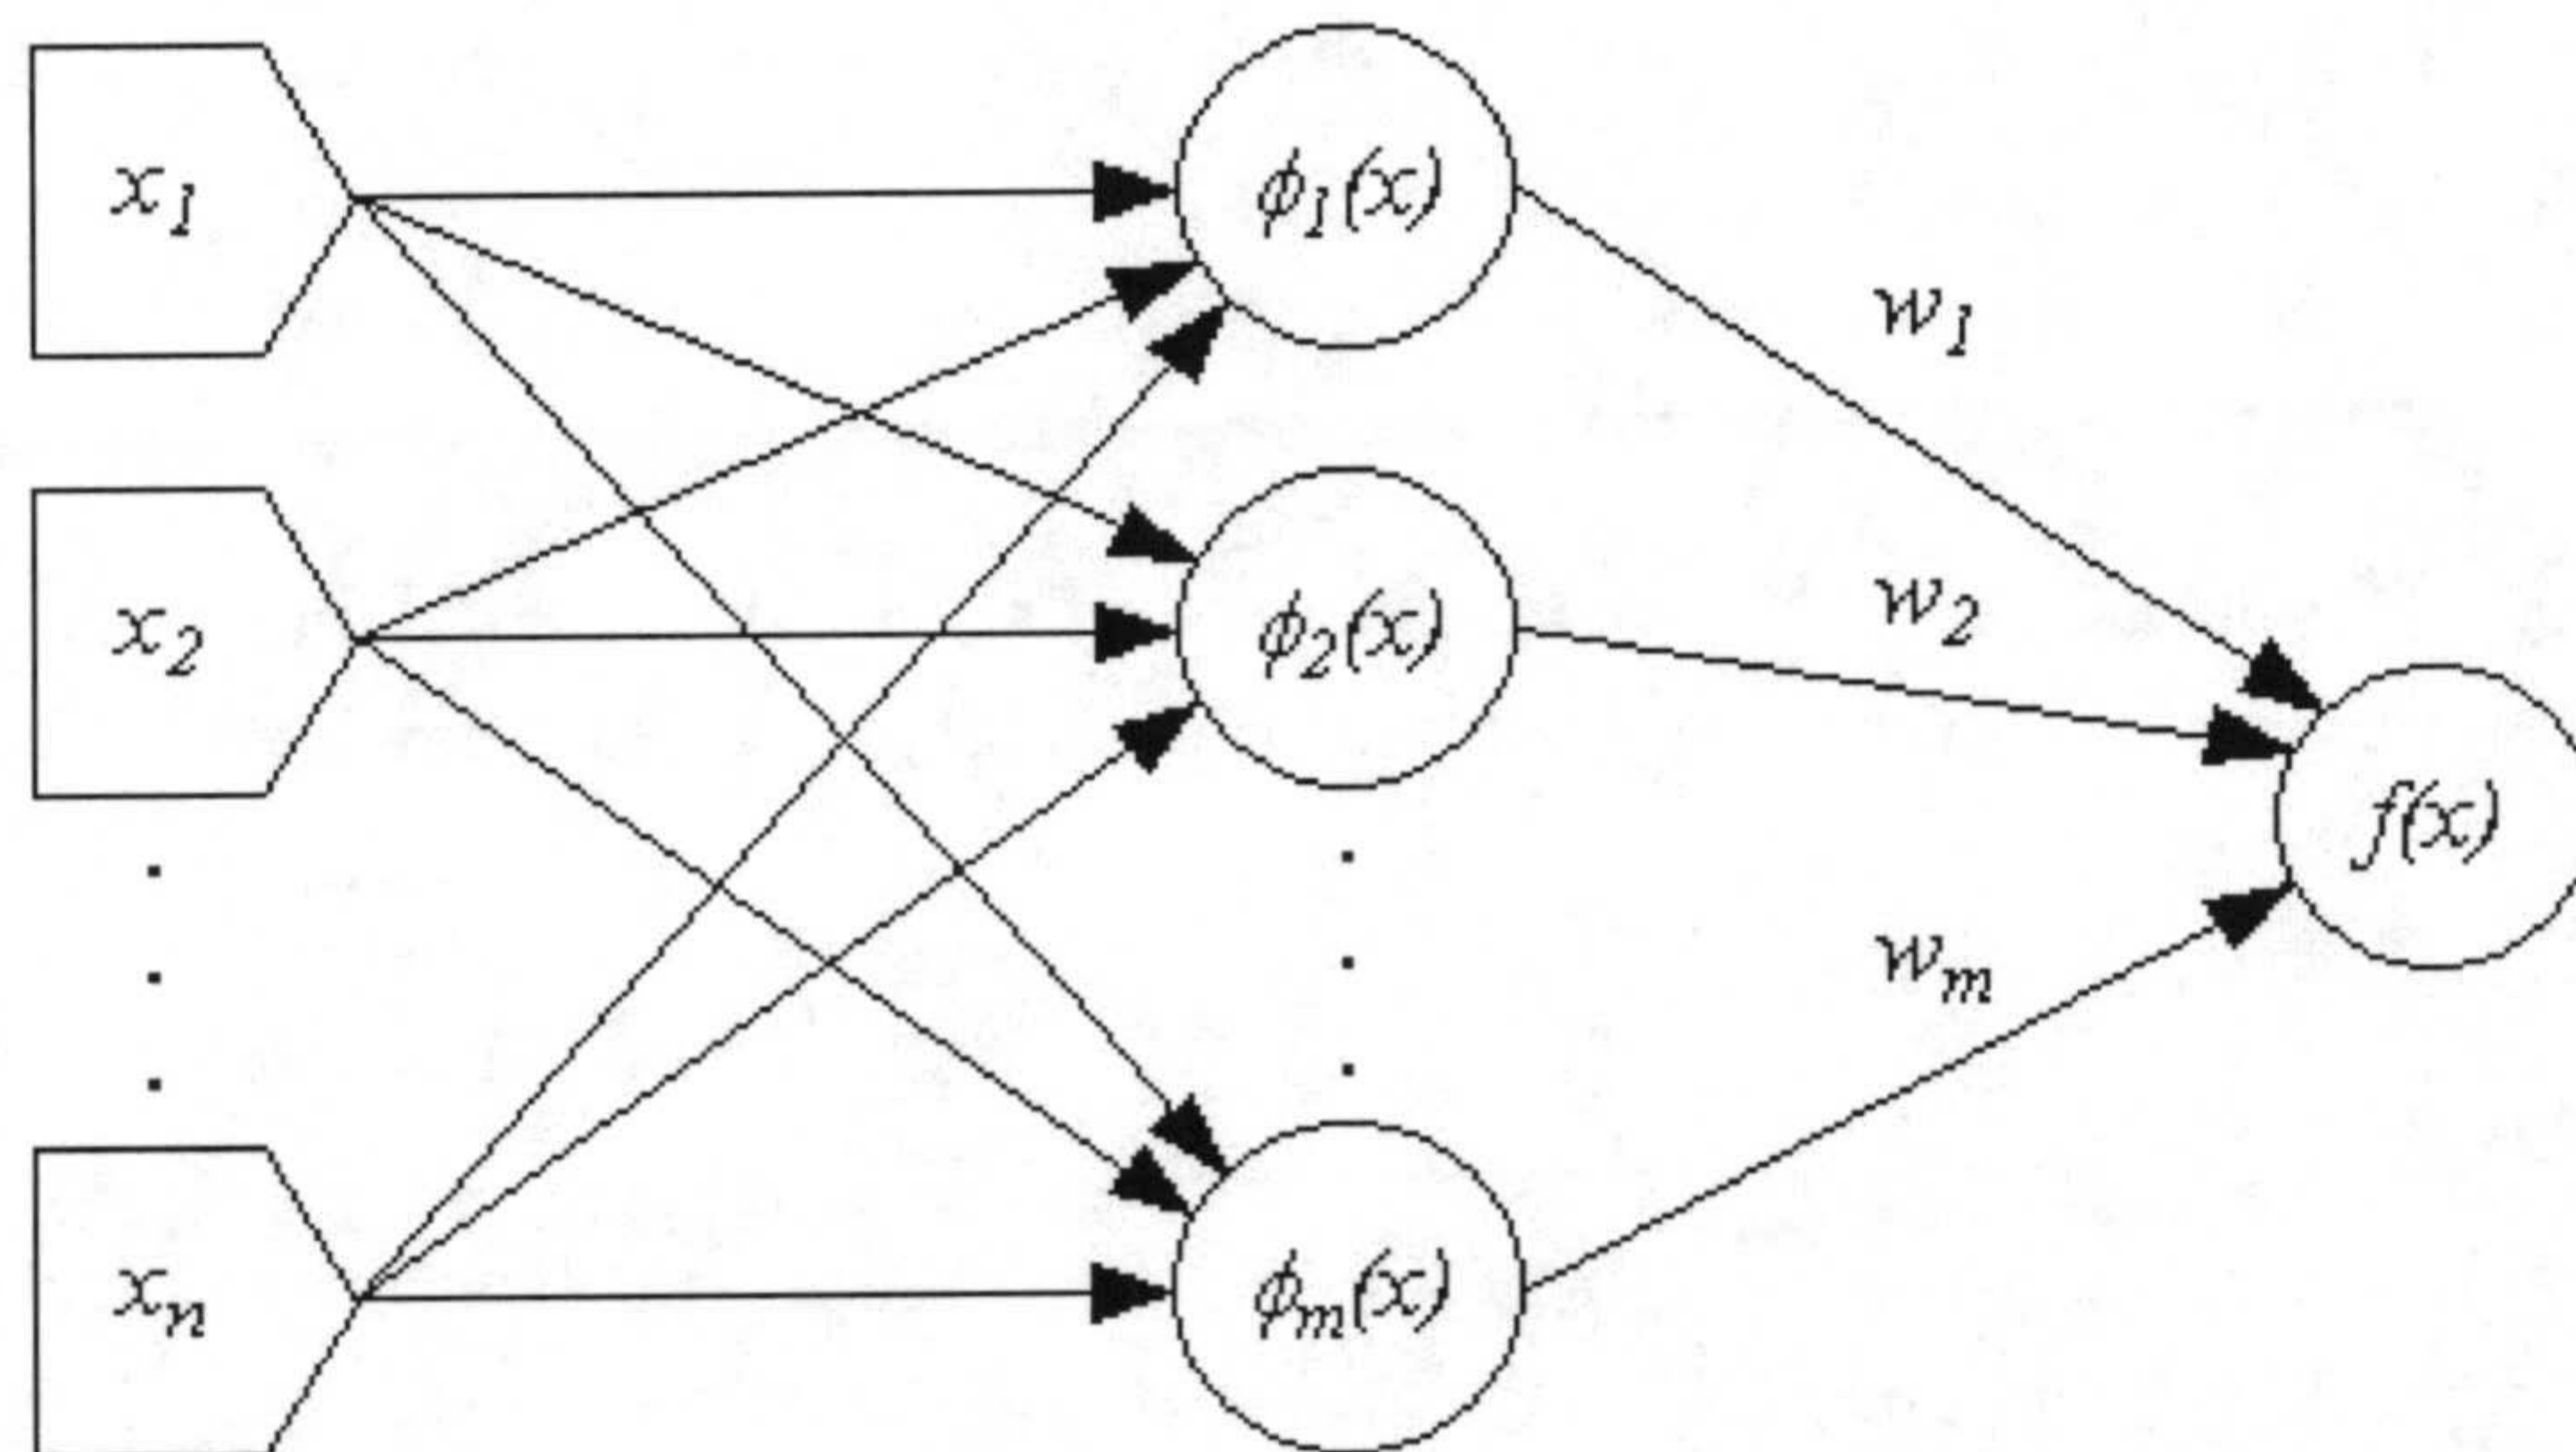 x1
ϕ1(x)
w1
x2
ϕ2(x)
w2
f(x)
wm
xn
ϕm(x)